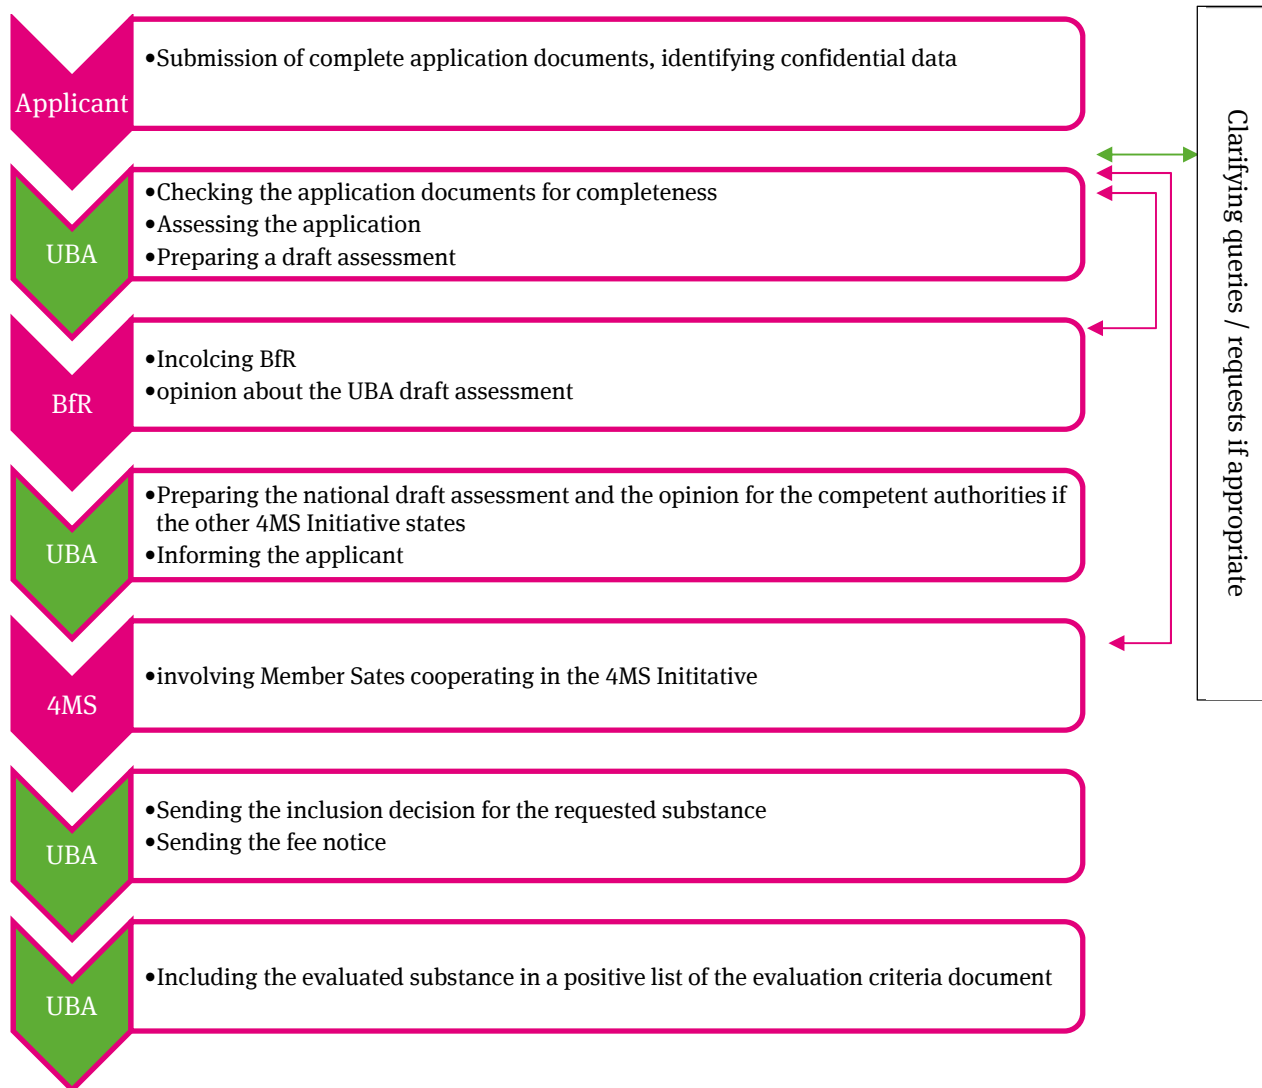 Applicant
•Submission of complete application documents, identifying confidential data
UBA
•Checking the application documents for completeness
•Assessing the application
•Preparing a draft assessment
BfR
•Incolcing BfR
•opinion about the UBA draft assessment
UBA
•Preparing the national draft assessment and the opinion for the competent authorities if
the other 4MS Initiative states
•Informing the applicant
4MS
•involving Member Sates cooperating in the 4MS Inititative
UBA
•Sending the inclusion decision for the requested substance
•Sending the fee notice
UBA
•Including the evaluated substance in a positive list of the evaluation criteria document
Clarifying queries / requests if appropriate